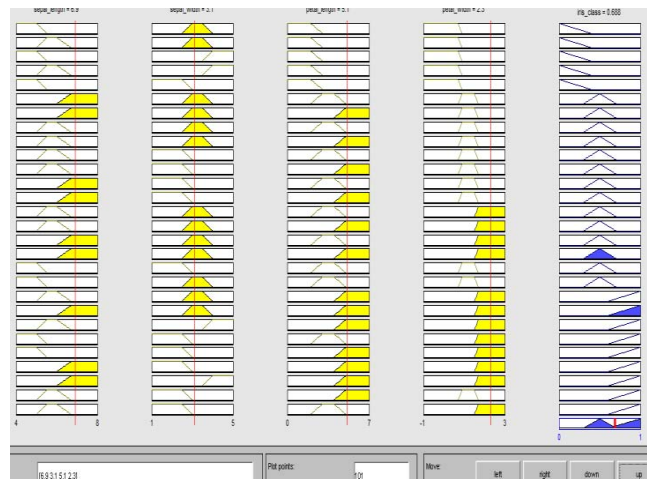 sepal_length = 6.9
sepal_width = 3.1
petal_length = 5.1
petal_width = 2.3
iris_class = 0.668
4 8
1 5
0 7
-1 3
0 1
[6.9 3.1 5.1 2.3]
Plot points:
101
Move:
left
right
down
up